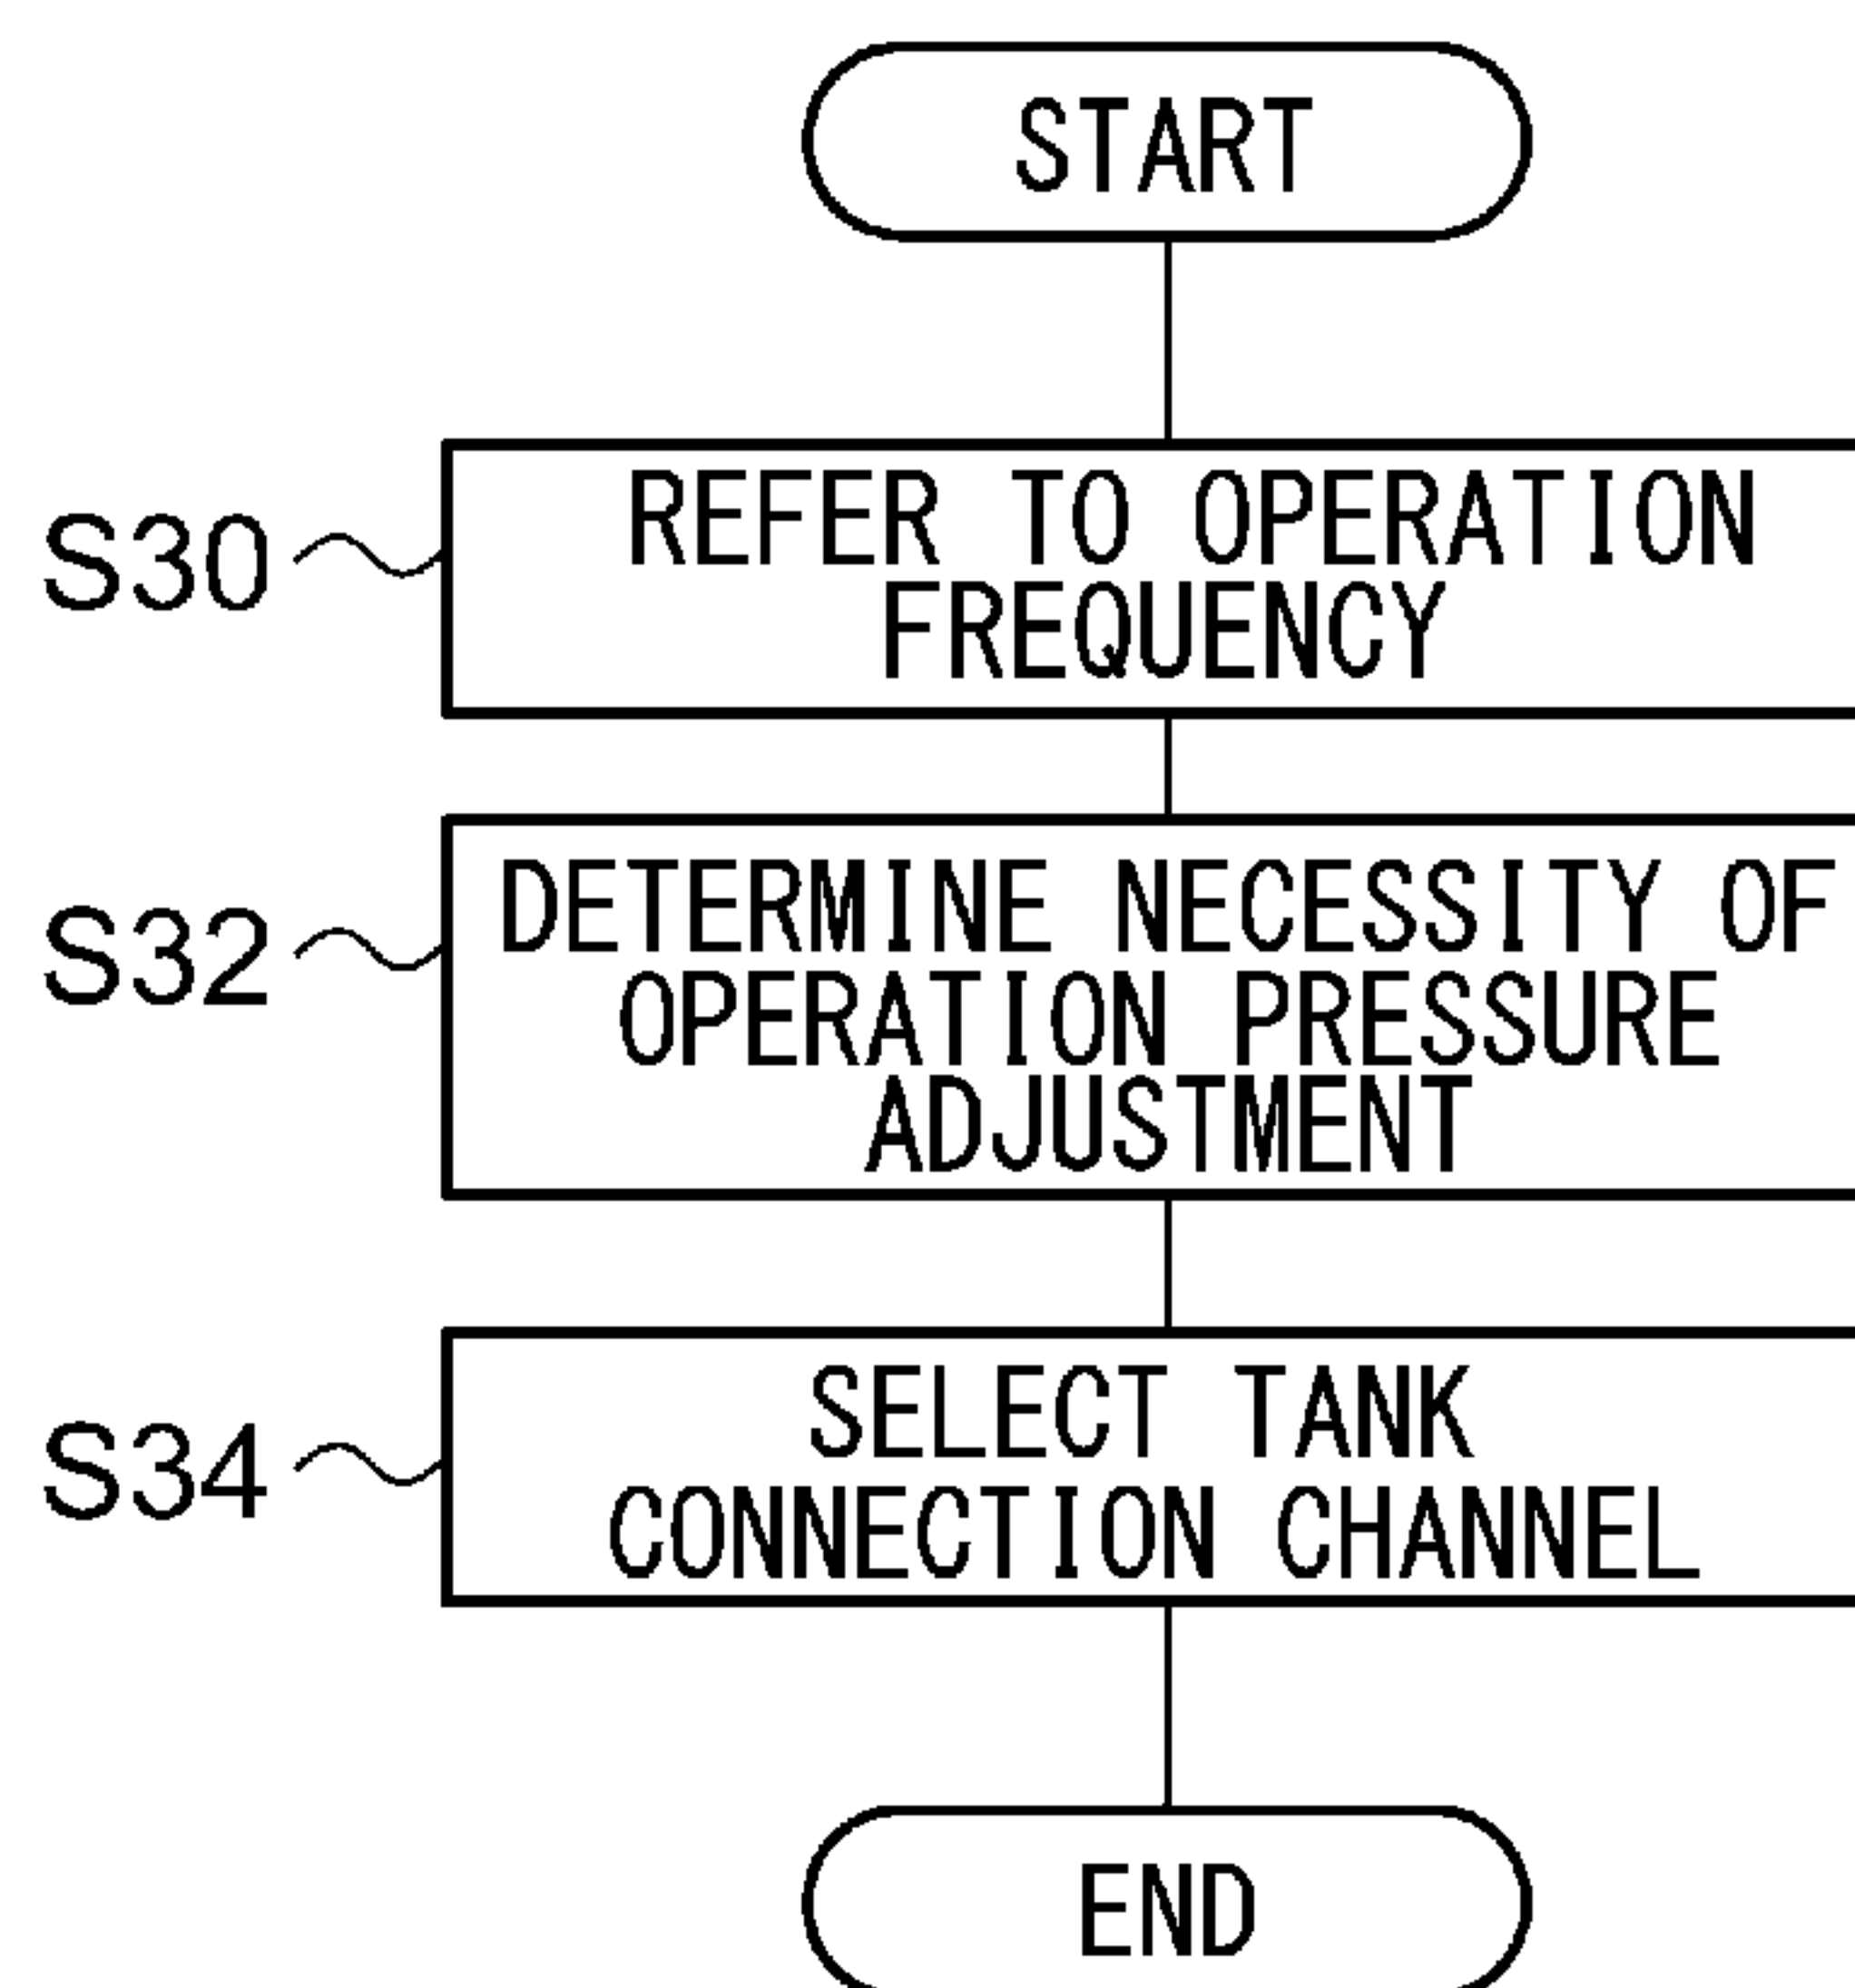 START
S30
REFER TO OPERATION
FREQUENCY
S32
DETERMINE NECESSITY OF
OPERATION PRESSURE
ADJUSTMENT
S34
SELECT TANK
CONNECTION CHANNEL
END